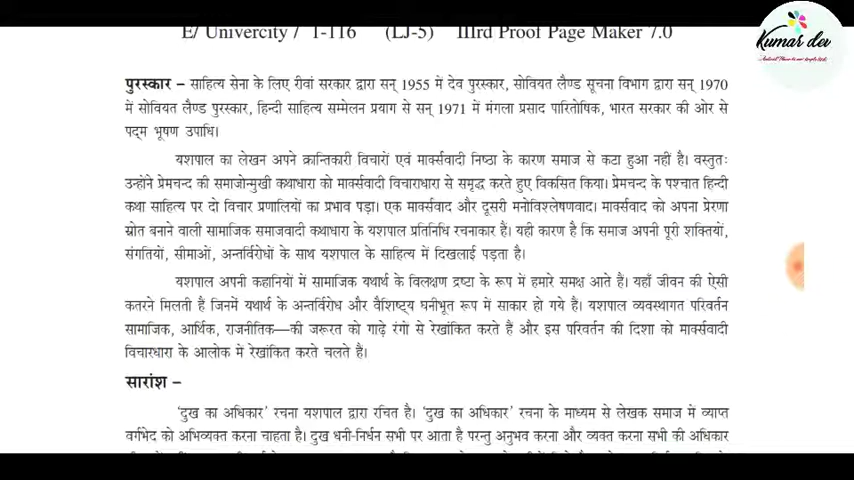 E/ Univercity / 1-116 (LJ-5) IIIrd Proof Page Maker 7.0
Kumar dev
पुरस्कार – साहित्य सेना के लिए रीवां सरकार द्वारा सन् 1955 में देव पुरस्कार, सोवियत लैण्ड सूचना विभाग द्वारा सन् 1970
में सोवियत लैण्ड पुरस्कार, हिन्दी साहित्य सम्मेलन प्रयाग से सन् 1971 में मंगला प्रसाद पारितोषिक, भारत सरकार की ओर से
पद्म भूषण उपाधि।
यशपाल का लेखन अपने क्रान्तिकारी विचारों एवं मार्क्सवादी निष्ठा के कारण समाज से कटा हुआ नहीं है। वस्तुतः
उन्होंने प्रेमचन्द की समाजोन्मुखी कथाधारा को मार्क्सवादी विचाराधारा से समृद्ध करते हुए विकसित किया। प्रेमचन्द के पश्चात हिन्दी
कथा साहित्य पर दो विचार प्रणालियों का प्रभाव पड़ा। एक मार्क्सवाद और दूसरी मनोविश्लेषणवाद। मार्क्सवाद को अपना प्रेरणा
स्रोत बनाने वाली सामाजिक समाजवादी कथाधारा के यशपाल प्रतिनिधि रचनाकार हैं। यही कारण है कि समाज अपनी पूरी शक्तियों,
संगतियों, सीमाओं, अन्तर्विरोधों के साथ यशपाल के साहित्य में दिखलाई पड़ता है।
यशपाल अपनी कहानियों में सामाजिक यथार्थ के विलक्षण द्रष्टा के रूप में हमारे समक्ष आते है। यहाँ जीवन की ऐसी
कतरने मिलती हैं जिनमें यथार्थ के अन्तर्विरोध और वैशिष्ट्य घनीभूत रूप में साकार हो गये है। यशपाल व्यवस्थागत परिवर्तन
सामाजिक, आर्थिक, राजनीतिक—की जरूरत को गाढ़े रंगो से रेखांकित करते हैं और इस परिवर्तन की दिशा को मार्क्सवादी
विचारधारा के आलोक में रेखांकित करते चलते है।
सारांश –
'दुख का अधिकार' रचना यशपाल द्वारा रचित है। 'दुख का अधिकार' रचना के माध्यम से लेखक समाज में व्याप्त
वर्गभेद को अभिव्यक्त करना चाहता है। दुख धनी-निर्धन सभी पर आता है परन्तु अनुभव करना और व्यक्त करना सभी की अधिकार